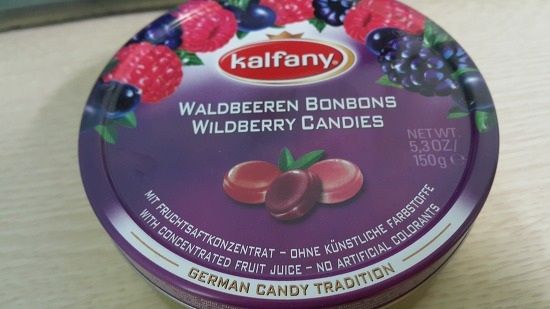 kalfany®
WALDBEEREN BONBONS
WILDBERRY CANDIES
NET WT.
5,3 OZ/
150g ℮
MIT FRUCHTSAFTKONZENTRAT – OHNE KÜNSTLICHE FARBSTOFFE
WITH CONCENTRATED FRUIT JUICE – NO ARTIFICIAL COLORANTS
GERMAN CANDY TRADITION